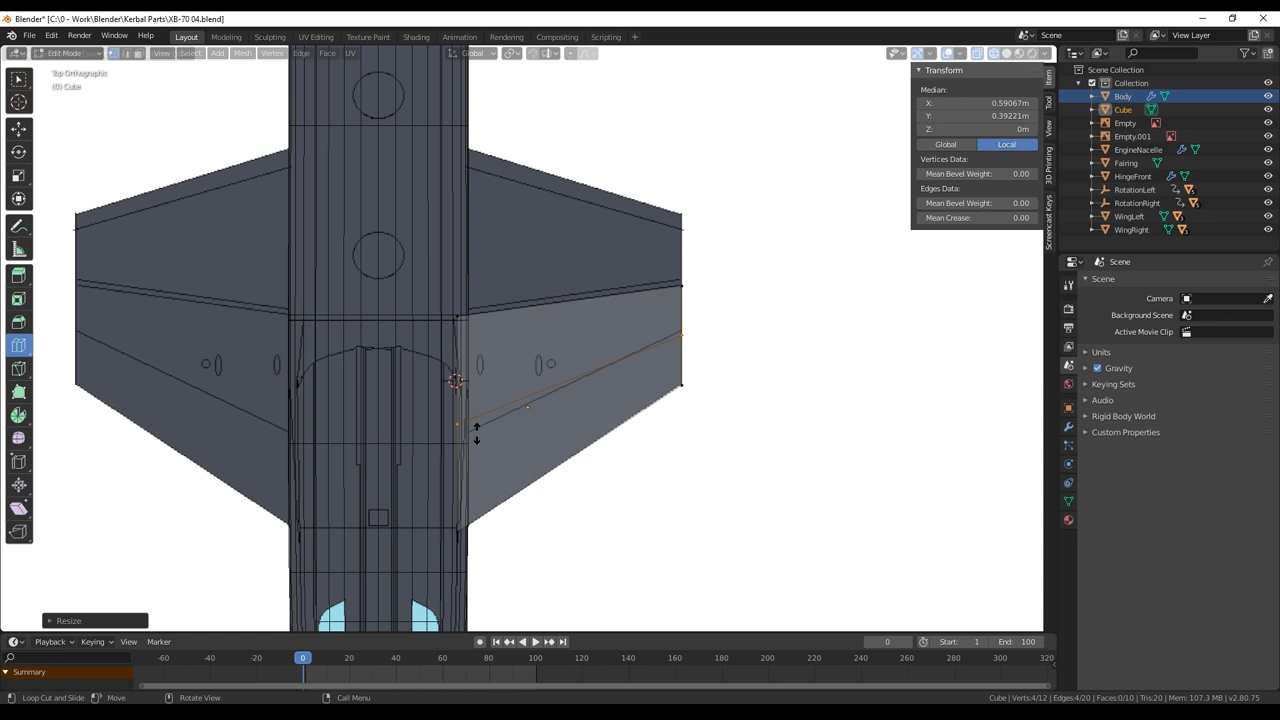 Blender* [C:\0 - Work\Blender\Kerbal Parts\XB-70 04.blend]
File Edit Render Window Help Layout Modeling Sculpting UV Editing Texture Paint Shading Animation Rendering Compositing Scripting + Scene View Layer
Edit Mode View Select Add Mesh Vertex Edge Face UV Global
Top Orthographic
(0) Cube
Transform
Median:
X: 0.59067m
Y: 0.39221m
Z: 0m
Global Local
Vertices Data:
Mean Bevel Weight: 0.00
Edges Data:
Mean Bevel Weight: 0.00
Mean Crease: 0.00
Item
Tool
View
3D Printing
Screencast Keys
Scene Collection
Collection
Body
Cube
Empty
Empty.001
EngineNacelle
Fairing
HingeFront
RotationLeft
RotationRight
WingLeft
WingRight
Scene
Scene
Camera
Background Scene
Active Movie Clip
Units
Gravity
Keying Sets
Audio
Rigid Body World
Custom Properties
Resize
Playback Keying View Marker 0 Start: 1 End: 100
-60 -40 -20 0 20 40 60 80 100 120 140 160 180 200 220 240 260 280 300 320
Summary
Loop Cut and Slide Move Rotate View Call Menu Cube | Verts:4/12 | Edges:4/20 | Faces:0/10 | Tris:20 | Mem: 107.3 MB | v2.80.75